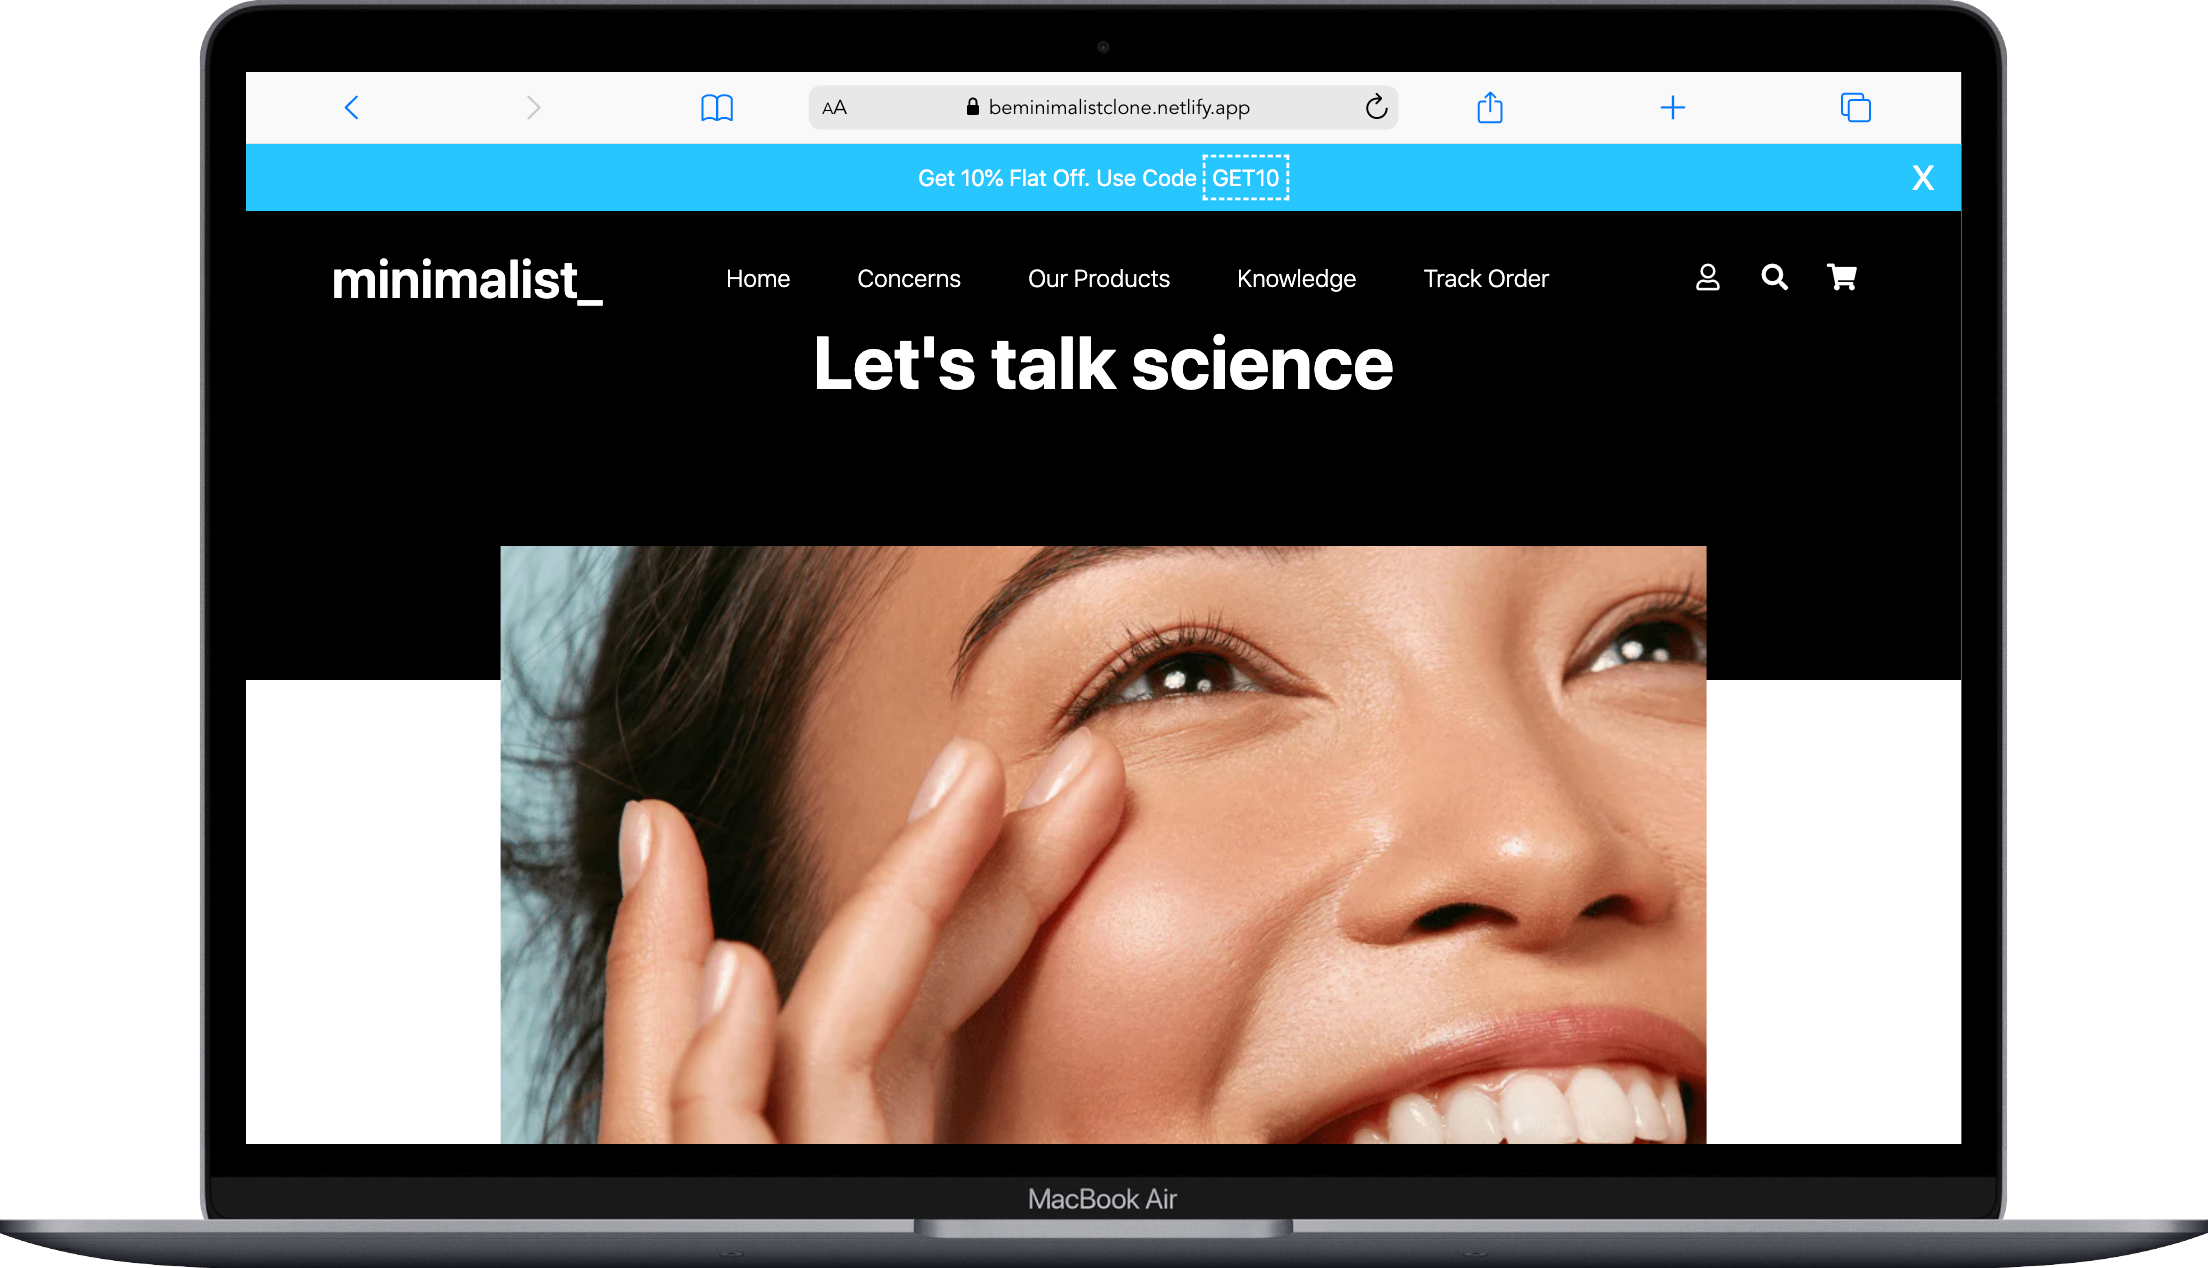 AA beminimalistclone.netlify.app
Get 10% Flat Off. Use Code GET10 X
minimalist_ Home Concerns Our Products Knowledge Track Order
Let's talk science
MacBook Air